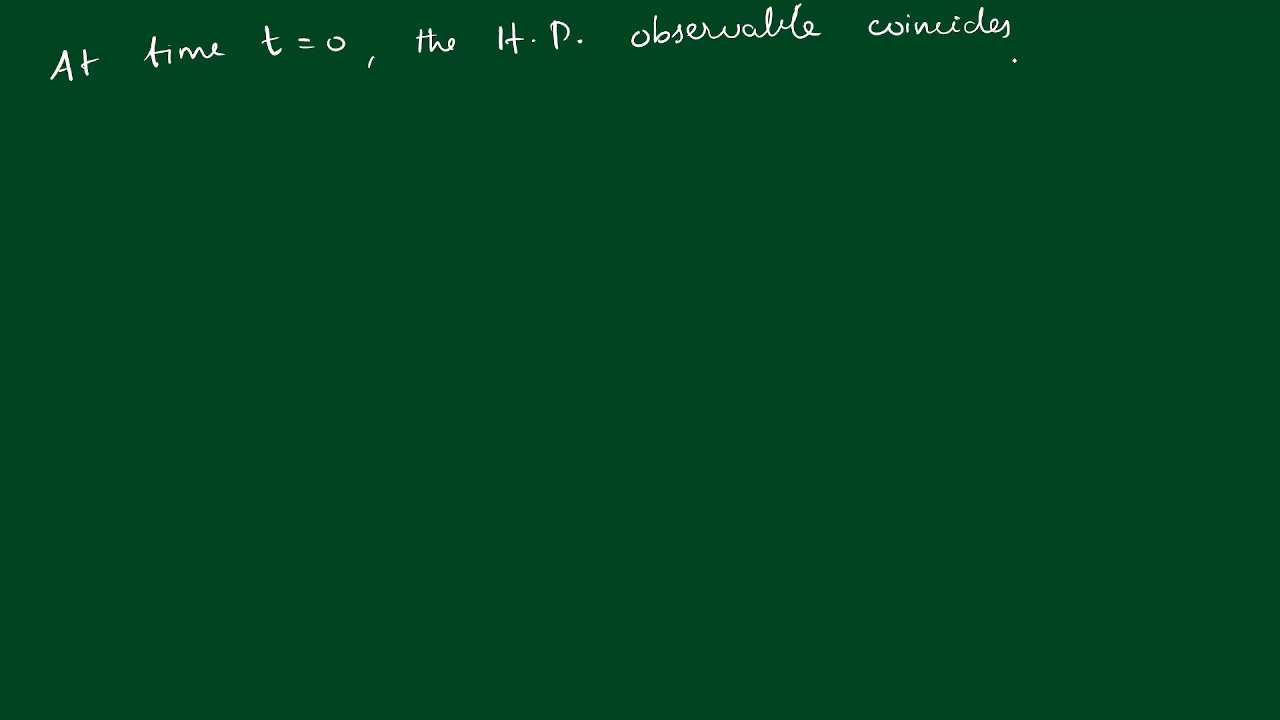 At time t = 0, the H.P. observable coincides